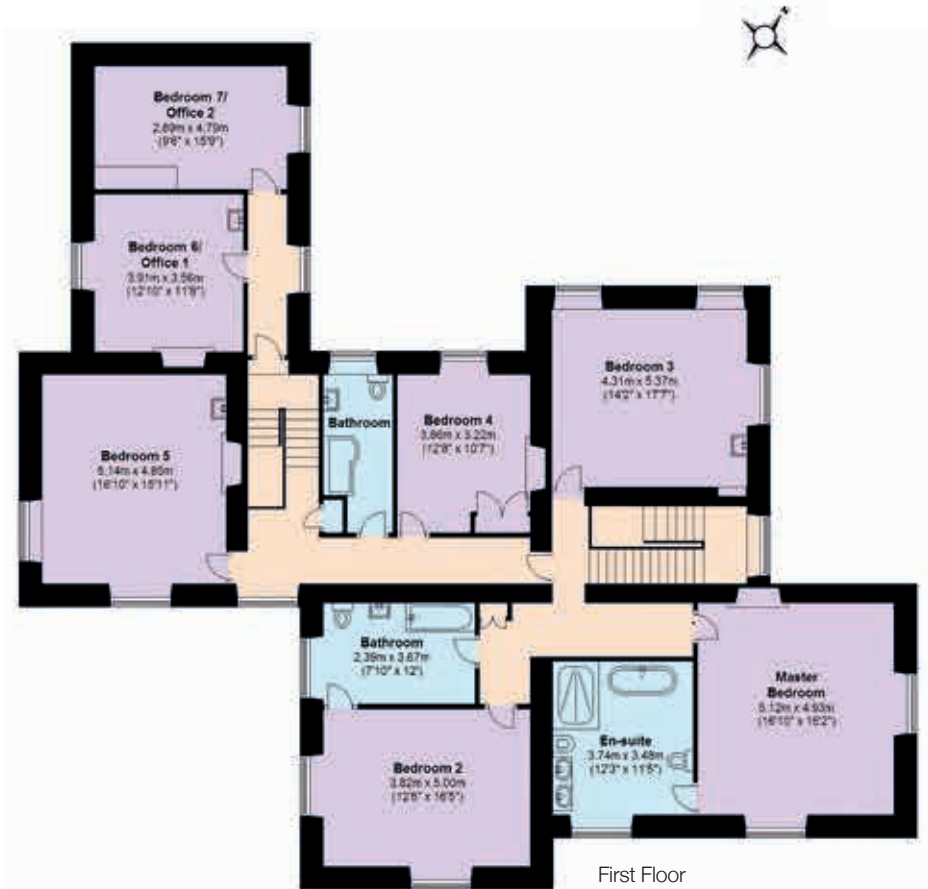 N
Bedroom 7/
Office 2
2.89m x 4.79m
(9'6" x 15'9")
Bedroom 6/
Office 1
3.91m x 3.56m
(12'10" x 11'8")
Bedroom 3
4.31m x 5.37m
(14'2" x 17'7")
Bathroom
Bedroom 4
3.86m x 3.22m
(12'8" x 10'7")
Bedroom 5
5.14m x 4.85m
(16'10" x 15'11")
Bathroom
2.39m x 3.67m
(7'10" x 12')
Master
Bedroom
5.12m x 4.93m
(16'10" x 16'2")
En-suite
3.74m x 3.48m
(12'3" x 11'5")
Bedroom 2
3.82m x 5.00m
(12'6" x 16'5")
First Floor